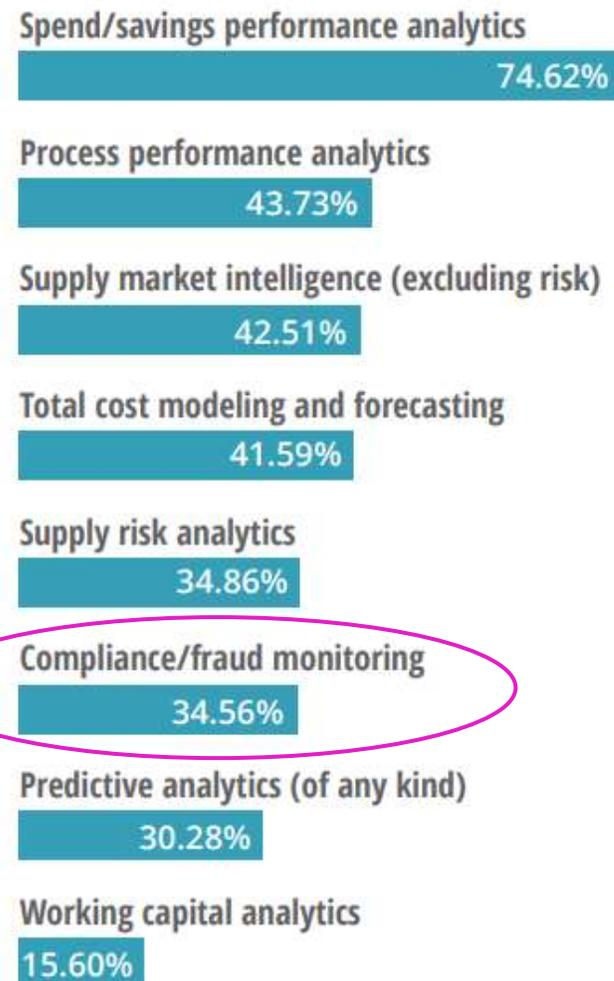 Spend/savings performance analytics
74.62%
Process performance analytics
43.73%
Supply market intelligence (excluding risk)
42.51%
Total cost modeling and forecasting
41.59%
Supply risk analytics
34.86%
Compliance/fraud monitoring
34.56%
Predictive analytics (of any kind)
30.28%
Working capital analytics
15.60%